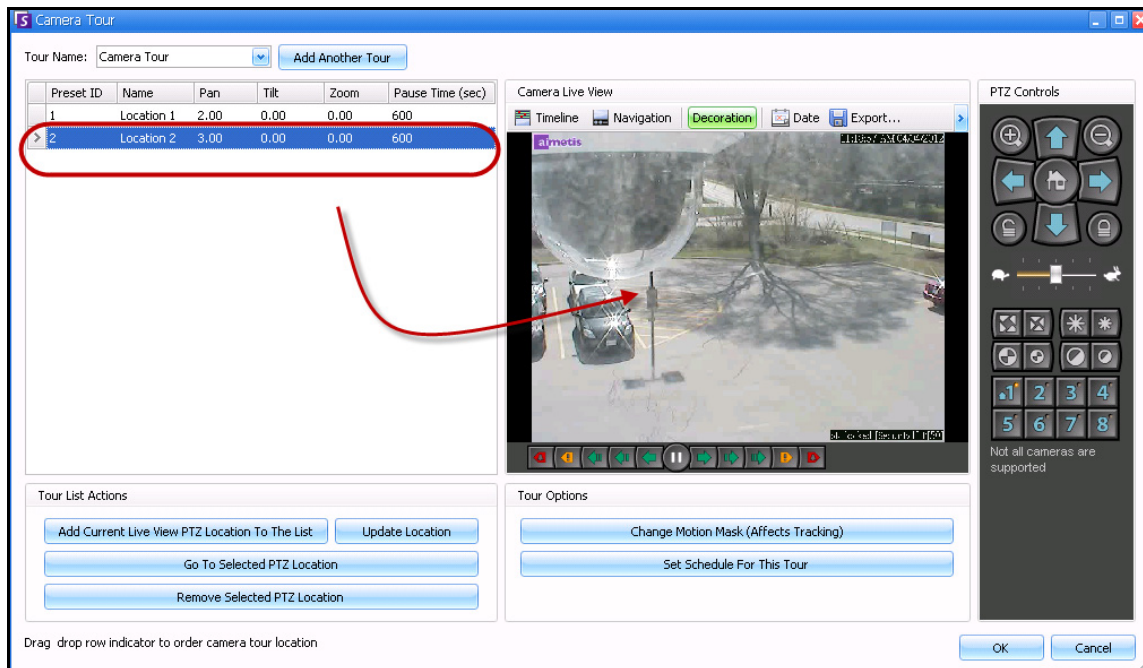 S Camera Tour
Tour Name: Camera Tour Add Another Tour
Preset ID Name Pan Tilt Zoom Pause Time (sec)
1 Location 1 2.00 0.00 0.00 600
2 Location 2 3.00 0.00 0.00 600
Camera Live View
Timeline Navigation Decoration Date Export...
aimetis
PTZ Controls
1 2 3 4
5 6 7 8
Not all cameras are
supported
Tour List Actions
Add Current Live View PTZ Location To The List Update Location
Go To Selected PTZ Location
Remove Selected PTZ Location
Tour Options
Change Motion Mask (Affects Tracking)
Set Schedule For This Tour
Drag drop row indicator to order camera tour location
OK Cancel